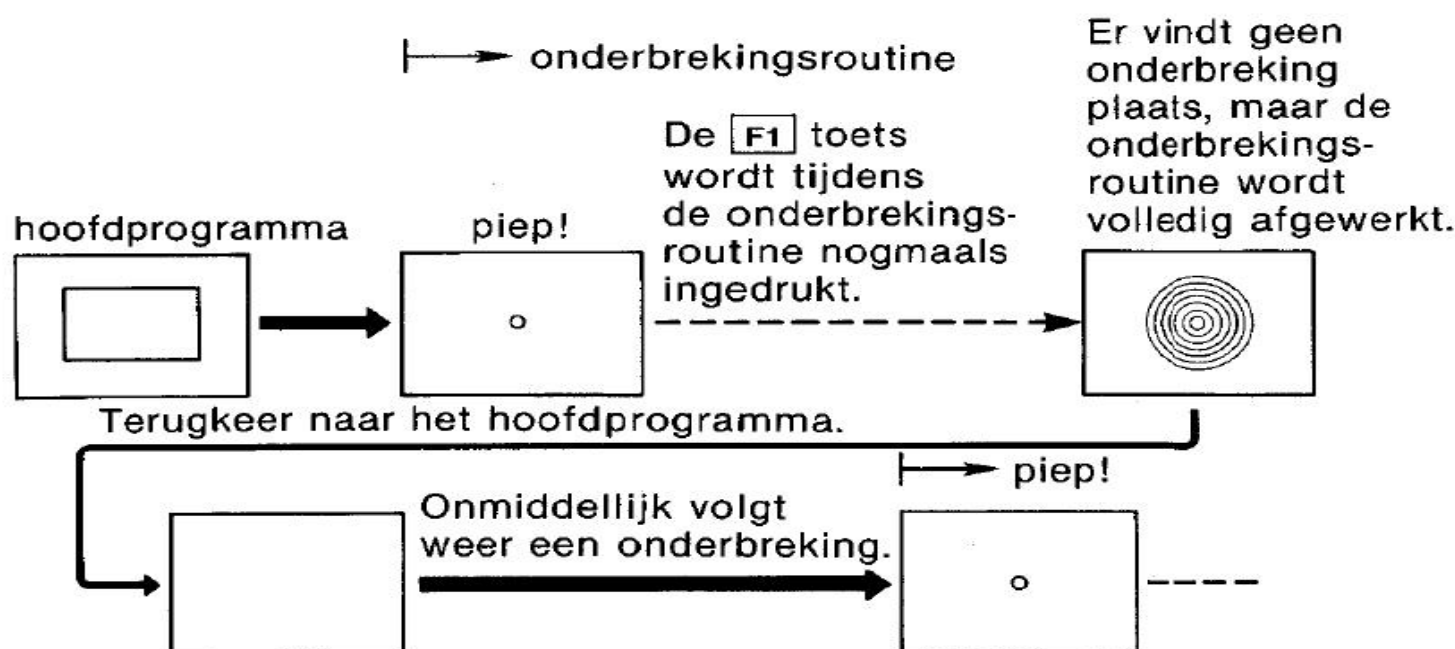 onderbrekingsroutine
Er vindt geen
onderbreking
plaats, maar de
onderbrekings-
routine wordt
volledig afgewerkt.
De F1 toets
wordt tijdens
de onderbrekings-
routine nogmaals
ingedrukt.
hoofdprogramma
piep!
Terugkeer naar het hoofdprogramma.
piep!
Onmiddellijk volgt
weer een onderbreking.